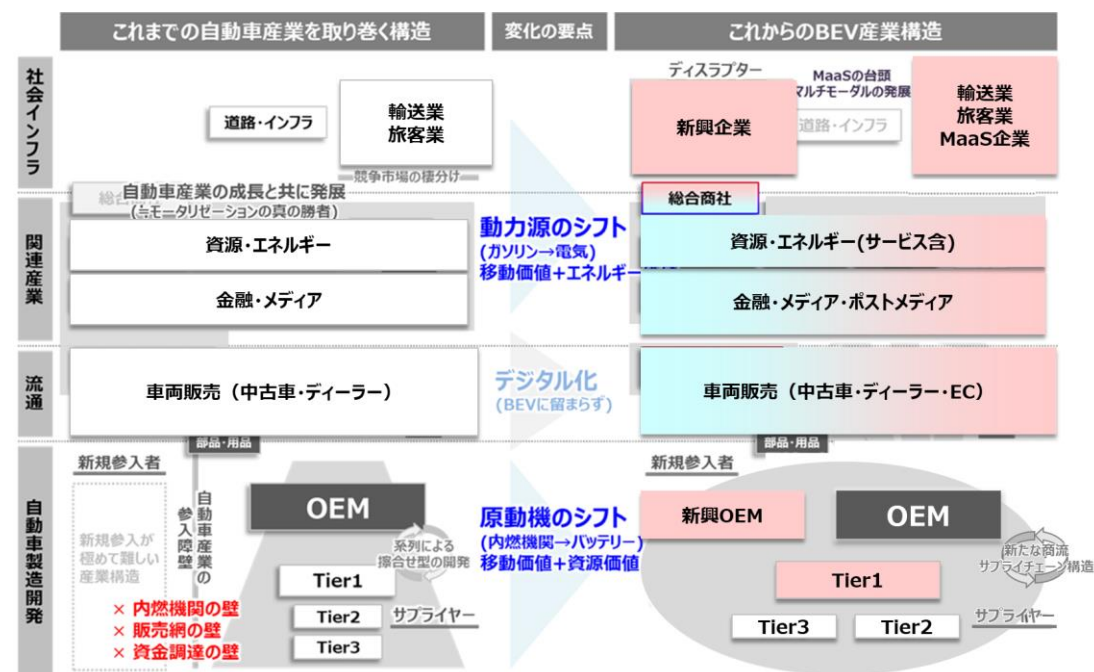 これまでの自動車産業を取り巻く構造
変化の要点
これからのBEV産業構造
社会インフラ
道路・インフラ
輸送業
旅客業
競争市場の棲分け
ディスラプター
新興企業
MaaSの台頭
マルチモーダルの発展
道路・インフラ
輸送業
旅客業
MaaS企業
関連産業
総合
自動車産業の成長と共に発展
(≒モータリゼーションの真の勝者)
資源・エネルギー
金融・メディア
動力源のシフト
(ガソリン→電気)
移動価値+エネルギー
総合商社
資源・エネルギー(サービス含)
金融・メディア・ポストメディア
流通
車両販売（中古車・ディーラー）
デジタル化
(BEVに留まらず)
車両販売（中古車・ディーラー・EC）
自動車製造開発
部品・用品
新規参入者
新規参入が
極めて難しい
産業構造
自動車産業の
参入障壁
× 内燃機関の壁
× 販売網の壁
× 資金調達の壁
OEM
系列による
擦合せ型の開発
Tier1
Tier2
サプライヤー
Tier3
原動機のシフト
(内燃機関→バッテリー)
移動価値+資源価値
部品・用品
新規参入者
新興OEM
OEM
新たな商流
サプライチェーン構造
Tier1
Tier3
Tier2
サプライヤー